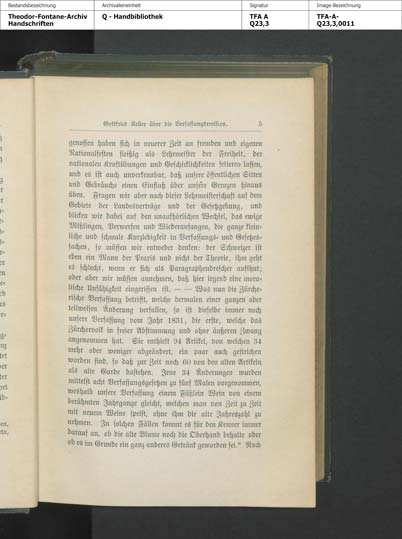 Bestandsbezeichnung
Archivalieneinheit
Signatur
Image-Bezeichnung
Theodor-Fontane-Archiv
Handschriften
Q - Handbibliothek
TFA A
Q23,3
TFA-A-
Q23,3,0011
Gottfried Keller über die Verfassungsrevision. 5
genossen haben sich in neuerer Zeit an fremden und eigenen
Nationalfesten fleißig als Lehrmeister der Freiheit, der
nationalen Kraftübungen und Geschicklichkeiten feiern lassen,
und es ist auch unverkennbar, daß unsere öffentlichen Sitten
und Gebräuche einen Einfluß über unsere Grenzen hinaus
üben. Fragen wir aber nach dieser Lehrmeisterschaft auf dem
Gebiete der Landesverträge und der Gesetzgebung, und
blicken wir dabei auf den unaufhörlichen Wechsel, das ewige
Mißlingen, Verwerfen und Wiederanfangen, die ganz klein-
liche und schmale Kurzlebigkeit in Verfassungs- und Gesetzes-
sachen, so müssen wir entweder denken: der Schweizer ist
eben ein Mann der Praxis und nicht der Theorie, ihm geht
es schlecht, wenn er sich als Paragraphendrescher aufthut;
oder aber wir müssen annehmen, daß hier irgend eine mora-
lische Unfähigkeit eingerissen ist. — — Was nun die Zürche-
rische Verfassung betrifft, welche dermalen einer ganzen oder
teilweisen Änderung verfallen, so ist dieselbe immer noch
unsere Verfassung vom Jahr 1831, die erste, welche das
Zürchervolk in freier Abstimmung und ohne äußeren Zwang
angenommen hat. Sie enthielt 94 Artikel, von welchen 34
mehr oder weniger abgeändert, ein paar auch gestrichen
worden sind, so daß zur Zeit noch 60 von den alten Artikeln
als alte Garde dastehen. Jene 34 Änderungen wurden
mittelst acht Verfassungsgesetzen zu fünf Malen vorgenommen,
weshalb unsere Verfassung einem Fäßlein Wein von einem
berühmten Jahrgange gleicht, welchen man von Zeit zu Zeit
mit neuem Weine speist, ohne ihm die alte Jahreszahl zu
nehmen. In solchen Fällen kommt es für den Kenner immer
darauf an, ob die alte Blume noch die Oberhand behalte oder
ob es im Grunde ein ganz anderes Getränk geworden sei." Nach